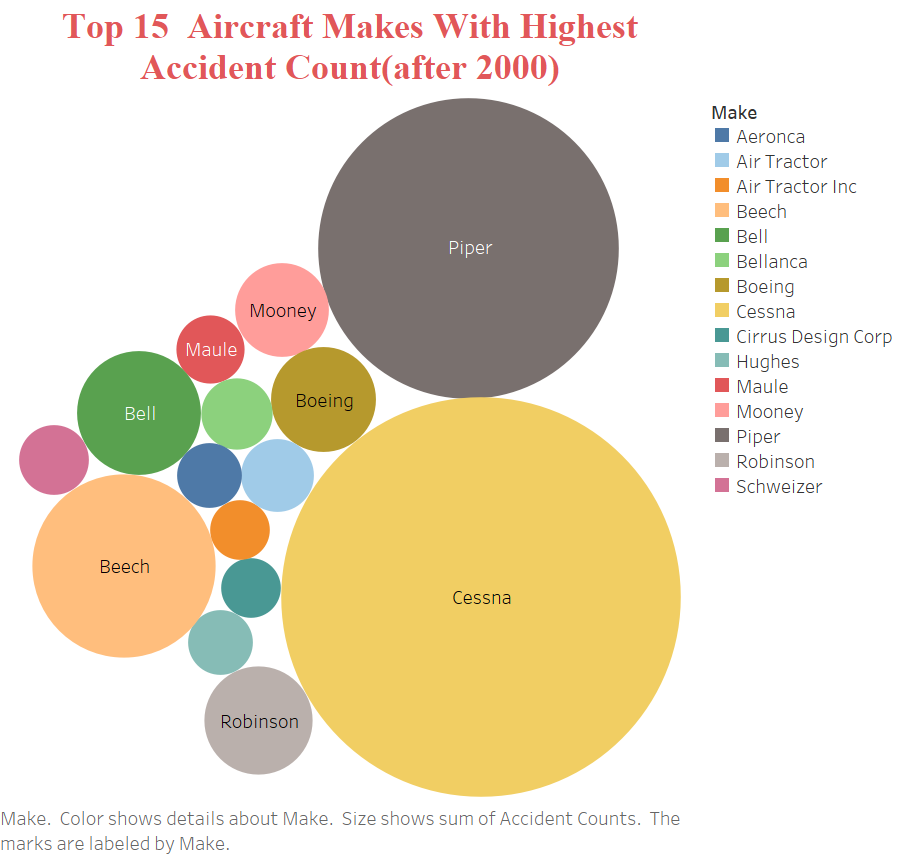 Top 15  Aircraft Makes With Highest
Accident Count(after 2000)
Make
Aeronca
Air Tractor
Air Tractor Inc
Beech
Bell
Bellanca
Boeing
Cessna
Cirrus Design Corp
Hughes
Maule
Mooney
Piper
Robinson
Schweizer
Piper
Mooney
Maule
Boeing
Bell
Beech
Cessna
Robinson
Make.  Color shows details about Make.  Size shows sum of Accident Counts.  The
marks are labeled by Make.